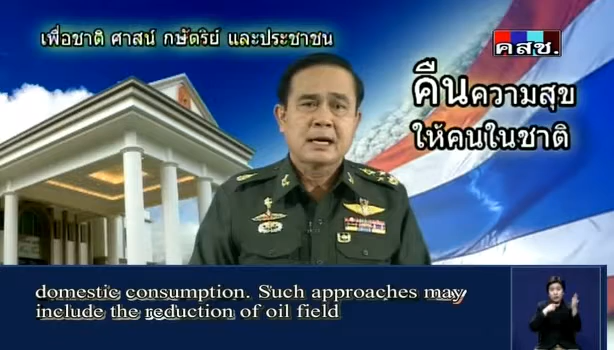 เพื่อชาติ ศาสน์ กษัตริย์ และประชาชน
คสช.
คืนความสุข
ให้คนในชาติ
domestic consumption. Such approaches may
include the reduction of oil field